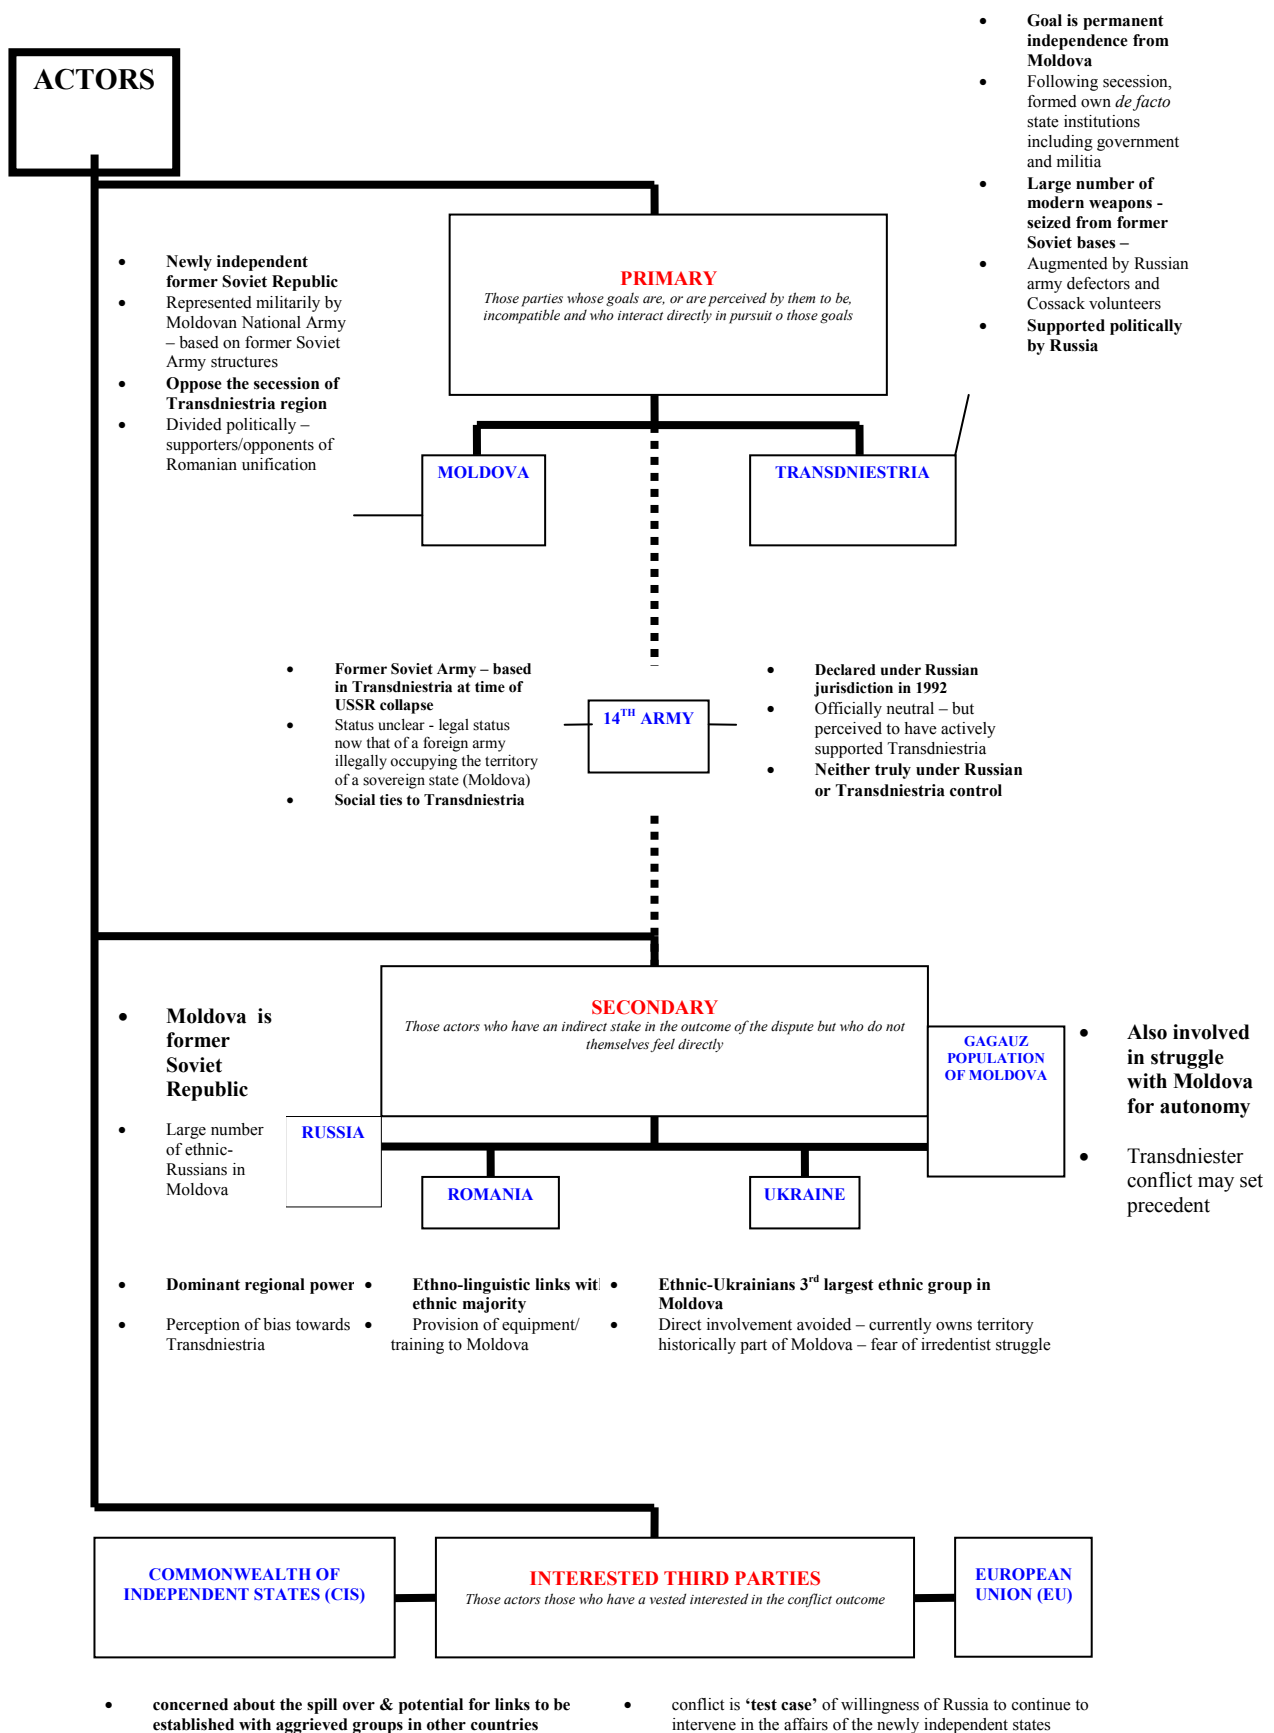 ACTORS
• Goal is permanent
independence from
Moldova
• Following secession,
formed own de facto
state institutions
including government
and militia
• Large number of
modern weapons -
seized from former
Soviet bases –
• Augmented by Russian
army defectors and
Cossack volunteers
• Supported politically
by Russia
• Newly independent
former Soviet Republic
• Represented militarily by
Moldovan National Army
– based on former Soviet
Army structures
• Oppose the secession of
Transdniestria region
• Divided politically –
supporters/opponents of
Romanian unification
PRIMARY
Those parties whose goals are, or are perceived by them to be,
incompatible and who interact directly in pursuit o those goals
MOLDOVA
TRANSDNIESTRIA
• Former Soviet Army – based
in Transdniestria at time of
USSR collapse
• Status unclear - legal status
now that of a foreign army
illegally occupying the territory
of a sovereign state (Moldova)
• Social ties to Transdniestria
14TH ARMY
• Declared under Russian
jurisdiction in 1992
• Officially neutral – but
perceived to have actively
supported Transdniestria
• Neither truly under Russian
or Transdniestria control
SECONDARY
Those actors who have an indirect stake in the outcome of the dispute but who do not
themselves feel directly
• Moldova is
former
Soviet
Republic
• Large number
of ethnic-
Russians in
Moldova
RUSSIA
ROMANIA
UKRAINE
GAGAUZ
POPULATION
OF MOLDOVA
• Also involved
in struggle
with Moldova
for autonomy
• Transdniester
conflict may set
precedent
• Dominant regional power
• Perception of bias towards
Transdniestria
• Ethno-linguistic links wit
ethnic majority
• Provision of equipment/
training to Moldova
• Ethnic-Ukrainians 3rd largest ethnic group in
Moldova
• Direct involvement avoided – currently owns territory
historically part of Moldova – fear of irredentist struggle
COMMONWEALTH OF
INDEPENDENT STATES (CIS)
INTERESTED THIRD PARTIES
Those actors those who have a vested interested in the conflict outcome
EUROPEAN
UNION (EU)
• concerned about the spill over & potential for links to be
established with aggrieved groups in other countries
• conflict is ‘test case’ of willingness of Russia to continue to
intervene in the affairs of the newly independent states